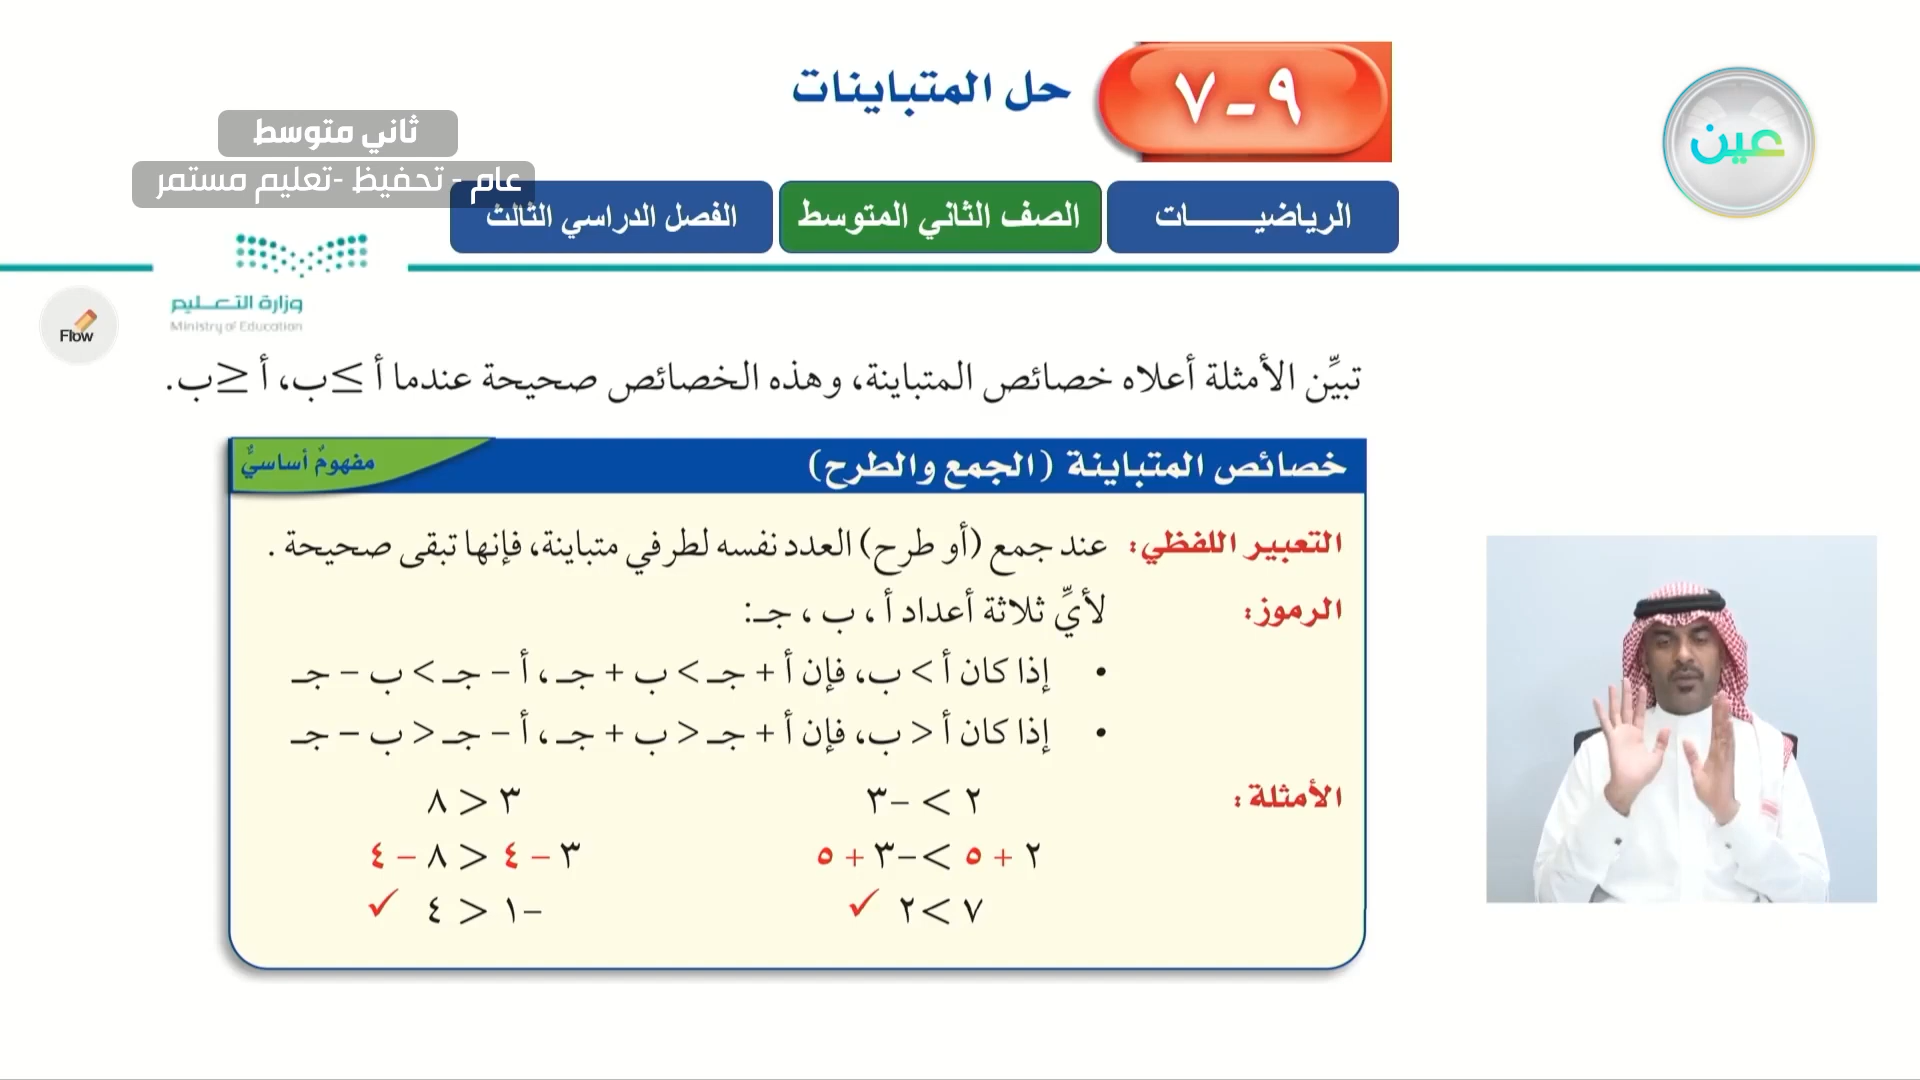 ٩-٧
حل المتباينات
عين
ثاني متوسط
عام - تحفيظ -تعليم مستمر
الرياضيـــــــات
الصف الثاني المتوسط
الفصل الدراسي الثالث
وزارة التعـــليم
Ministry of Education
Flow
تبيِّن الأمثلة أعلاه خصائص المتباينة، وهذه الخصائص صحيحة عندما أ ≥ ب، أ ≤ ب.
خصائص المتباينة (الجمع والطرح)
مفهومٌ أساسيٌّ
التعبير اللفظي: عند جمع (أو طرح) العدد نفسه لطرفي متباينة، فإنها تبقى صحيحة .
الرموز: لأيِّ ثلاثة أعداد أ ، ب ، جـ:
• إذا كان أ > ب، فإن أ + جـ > ب + جـ ، أ – جـ > ب – جـ
• إذا كان أ < ب، فإن أ + جـ < ب + جـ ، أ – جـ < ب – جـ
الأمثلة: ٢ > –٣
٣ < ٨
٢ + ٥ > –٣ + ٥
٣ – ٤ < ٨ – ٤
٧ > ٢ ✓
–١ < ٤ ✓